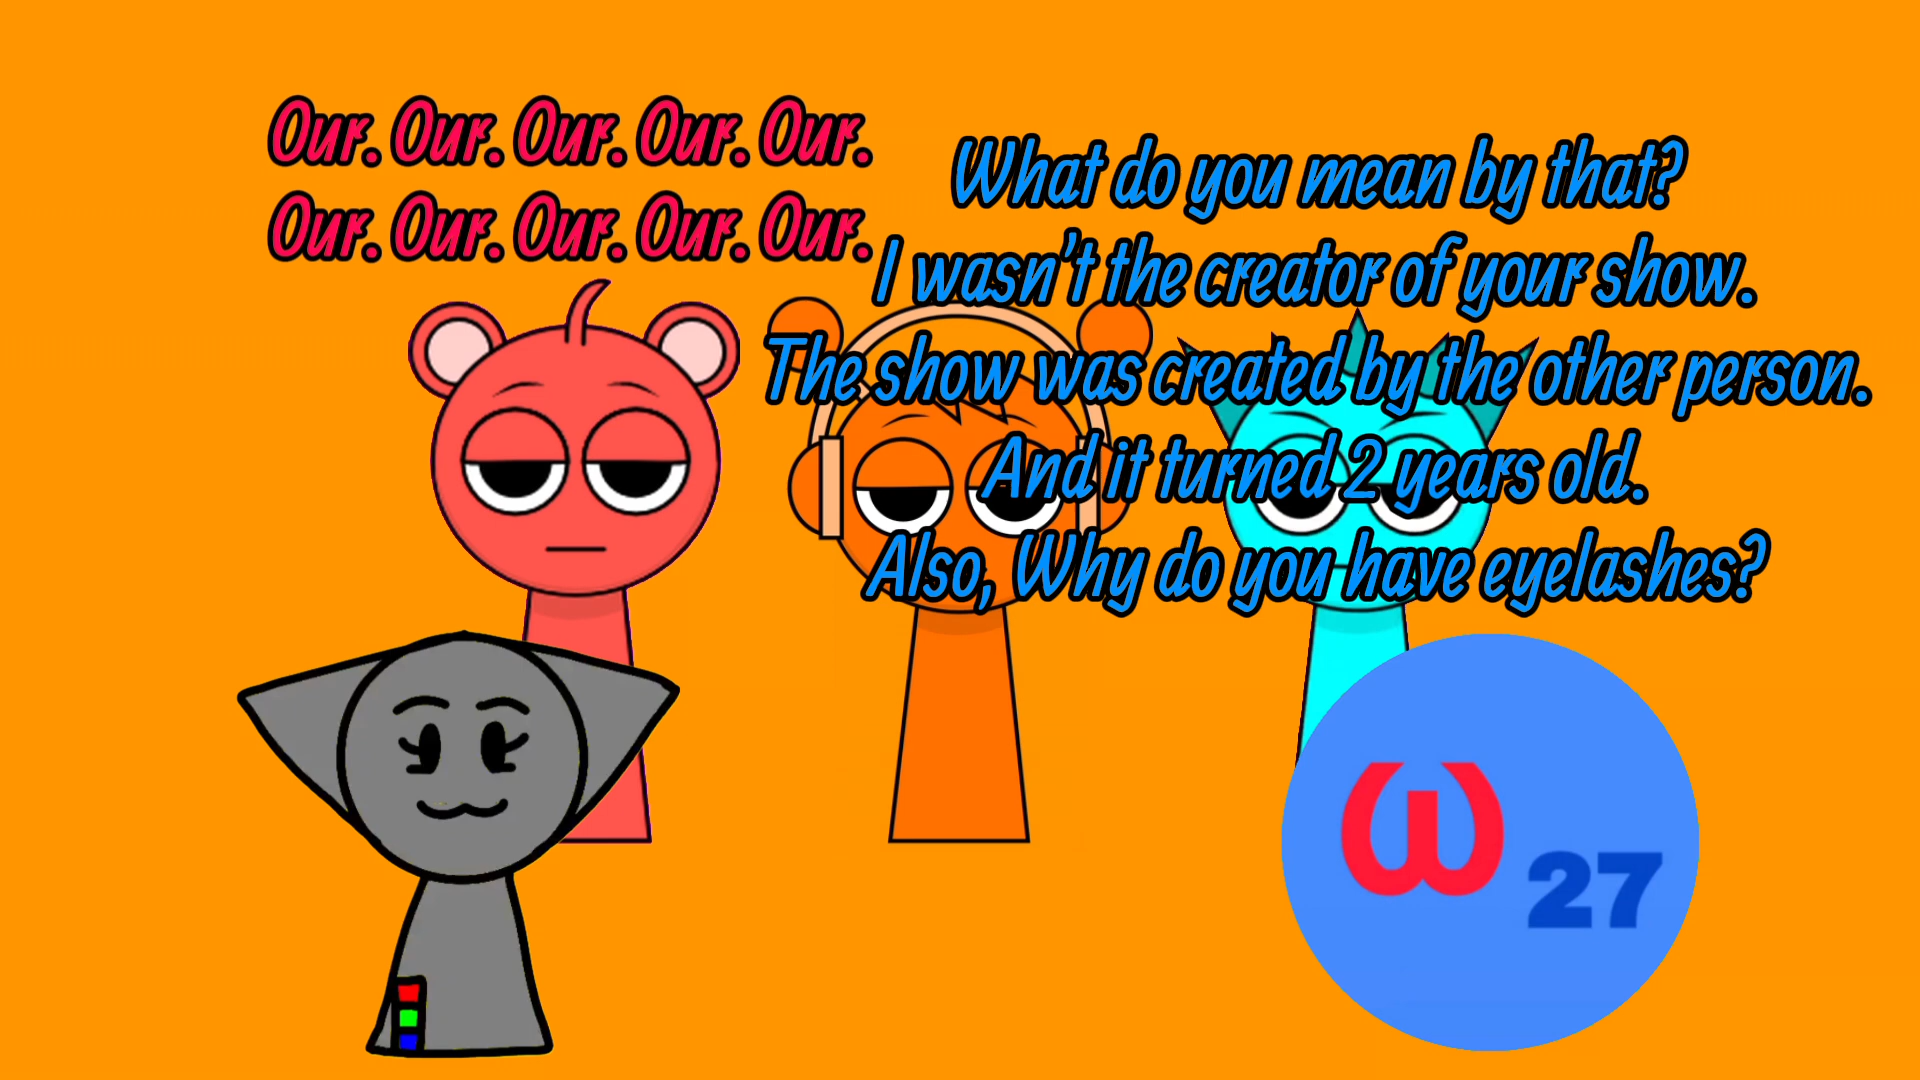 Our. Our. Our. Our. Our.
Our. Our. Our. Our. Our.
What do you mean by that?
I wasn't the creator of your show.
The show was created by the other person.
And it turned 2 years old.
Also, Why do you have eyelashes?
ω 27